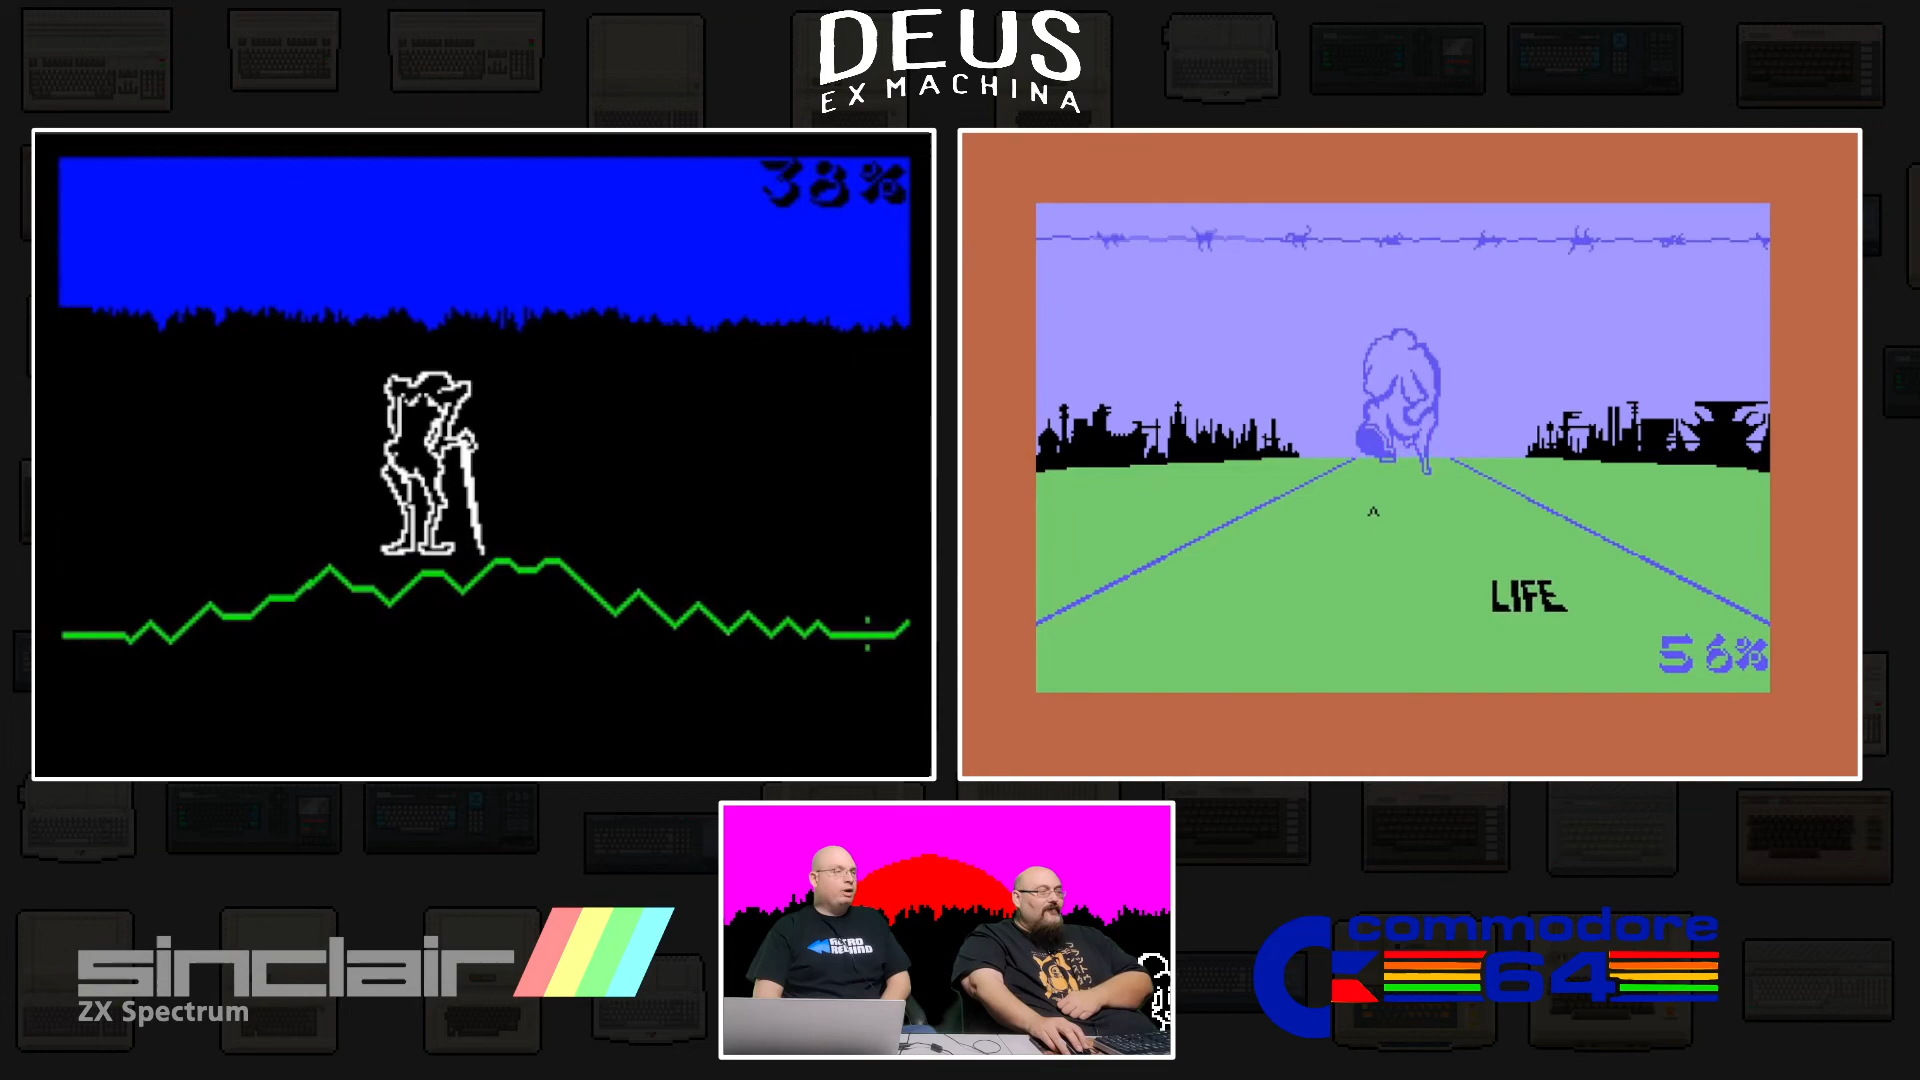 DEUS
EX MACHINA
38%
LIFE
56%
RETRO
REWIND
sinclair
ZX Spectrum
commodore
64